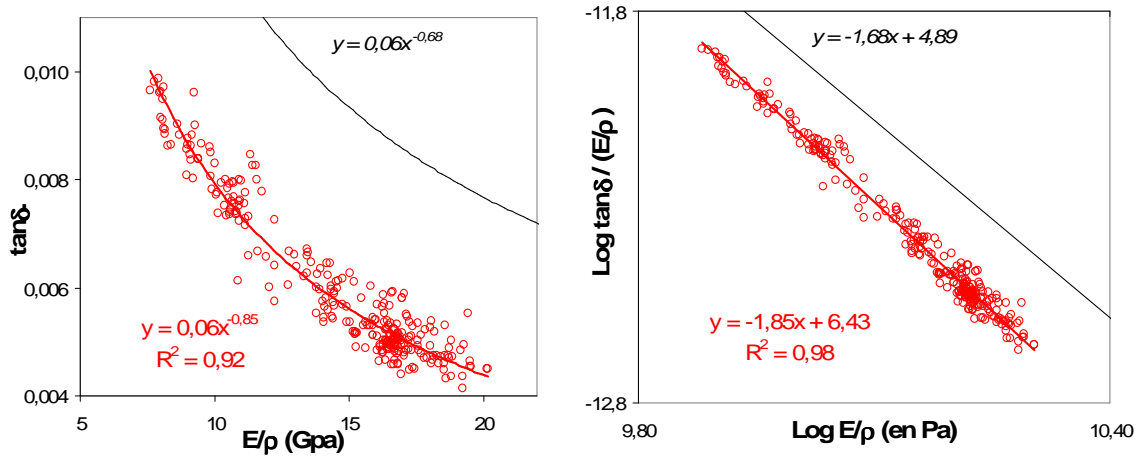 y = 0,06x^-0,68
0,010
0,008
0,006
0,004
tanδ
y = 0,06x^-0,85
R² = 0,92
5
10
15
20
E/ρ (Gpa)
-11,8
y = -1,68x + 4,89
Log tanδ / (E/ρ)
y = -1,85x + 6,43
R² = 0,98
-12,8
9,80
10,40
Log E/ρ (en Pa)